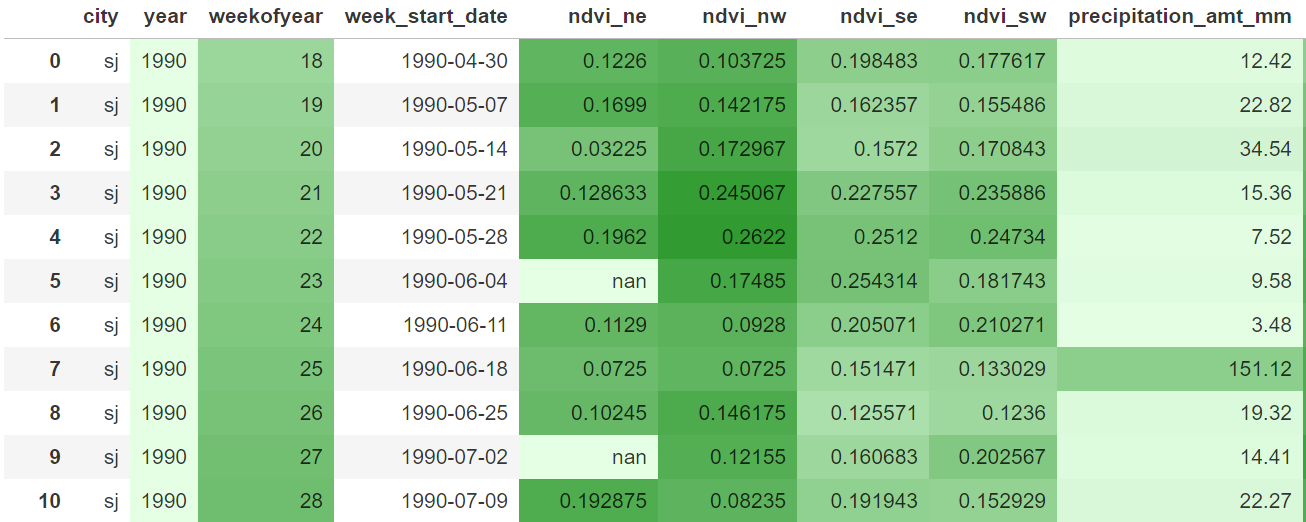 city year weekofyear week_start_date ndvi_ne ndvi_nw ndvi_se ndvi_sw precipitation_amt_mm
0 sj 1990 18 1990-04-30 0.1226 0.103725 0.198483 0.177617 12.42
1 sj 1990 19 1990-05-07 0.1699 0.142175 0.162357 0.155486 22.82
2 sj 1990 20 1990-05-14 0.03225 0.172967 0.1572 0.170843 34.54
3 sj 1990 21 1990-05-21 0.128633 0.245067 0.227557 0.235886 15.36
4 sj 1990 22 1990-05-28 0.1962 0.2622 0.2512 0.24734 7.52
5 sj 1990 23 1990-06-04 nan 0.17485 0.254314 0.181743 9.58
6 sj 1990 24 1990-06-11 0.1129 0.0928 0.205071 0.210271 3.48
7 sj 1990 25 1990-06-18 0.0725 0.0725 0.151471 0.133029 151.12
8 sj 1990 26 1990-06-25 0.10245 0.146175 0.125571 0.1236 19.32
9 sj 1990 27 1990-07-02 nan 0.12155 0.160683 0.202567 14.41
10 sj 1990 28 1990-07-09 0.192875 0.08235 0.191943 0.152929 22.27